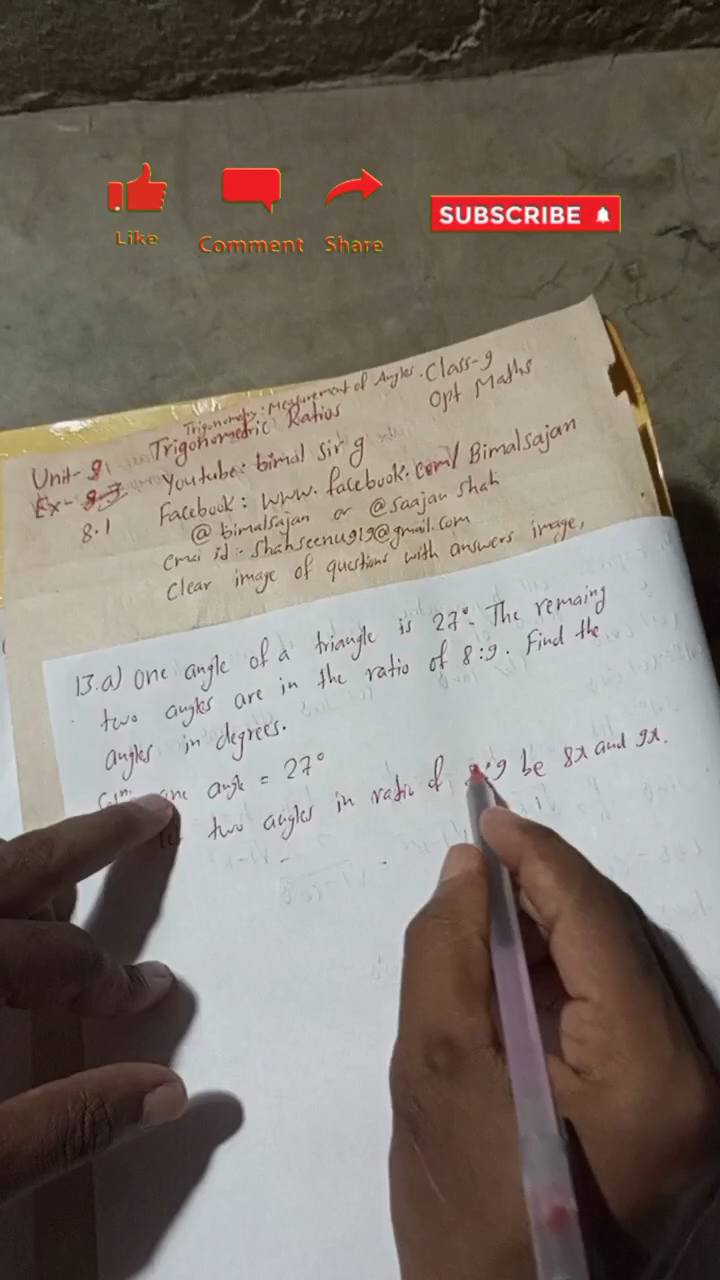 Like
Comment
Share
SUBSCRIBE
Trigonometry: Measurement of Angles. Class-9
Unit-8 Trigonometric Ratios Opt Maths
Ex-
8.1
Youtube: bimal sir g
Facebook: www.facebook.com/Bimalsajan
@bimalsajan or @saajan shah
emai id: shahseenu919@gmail.com
Clear image of questions with answers image,
13.a) One angle of a triangle is 27°. The remaing
two angles are in the ratio of 8:9. Find the
angles in degrees.
one angle = 27°
Let two angles in ratio of 8:9 be 8x and 9x.